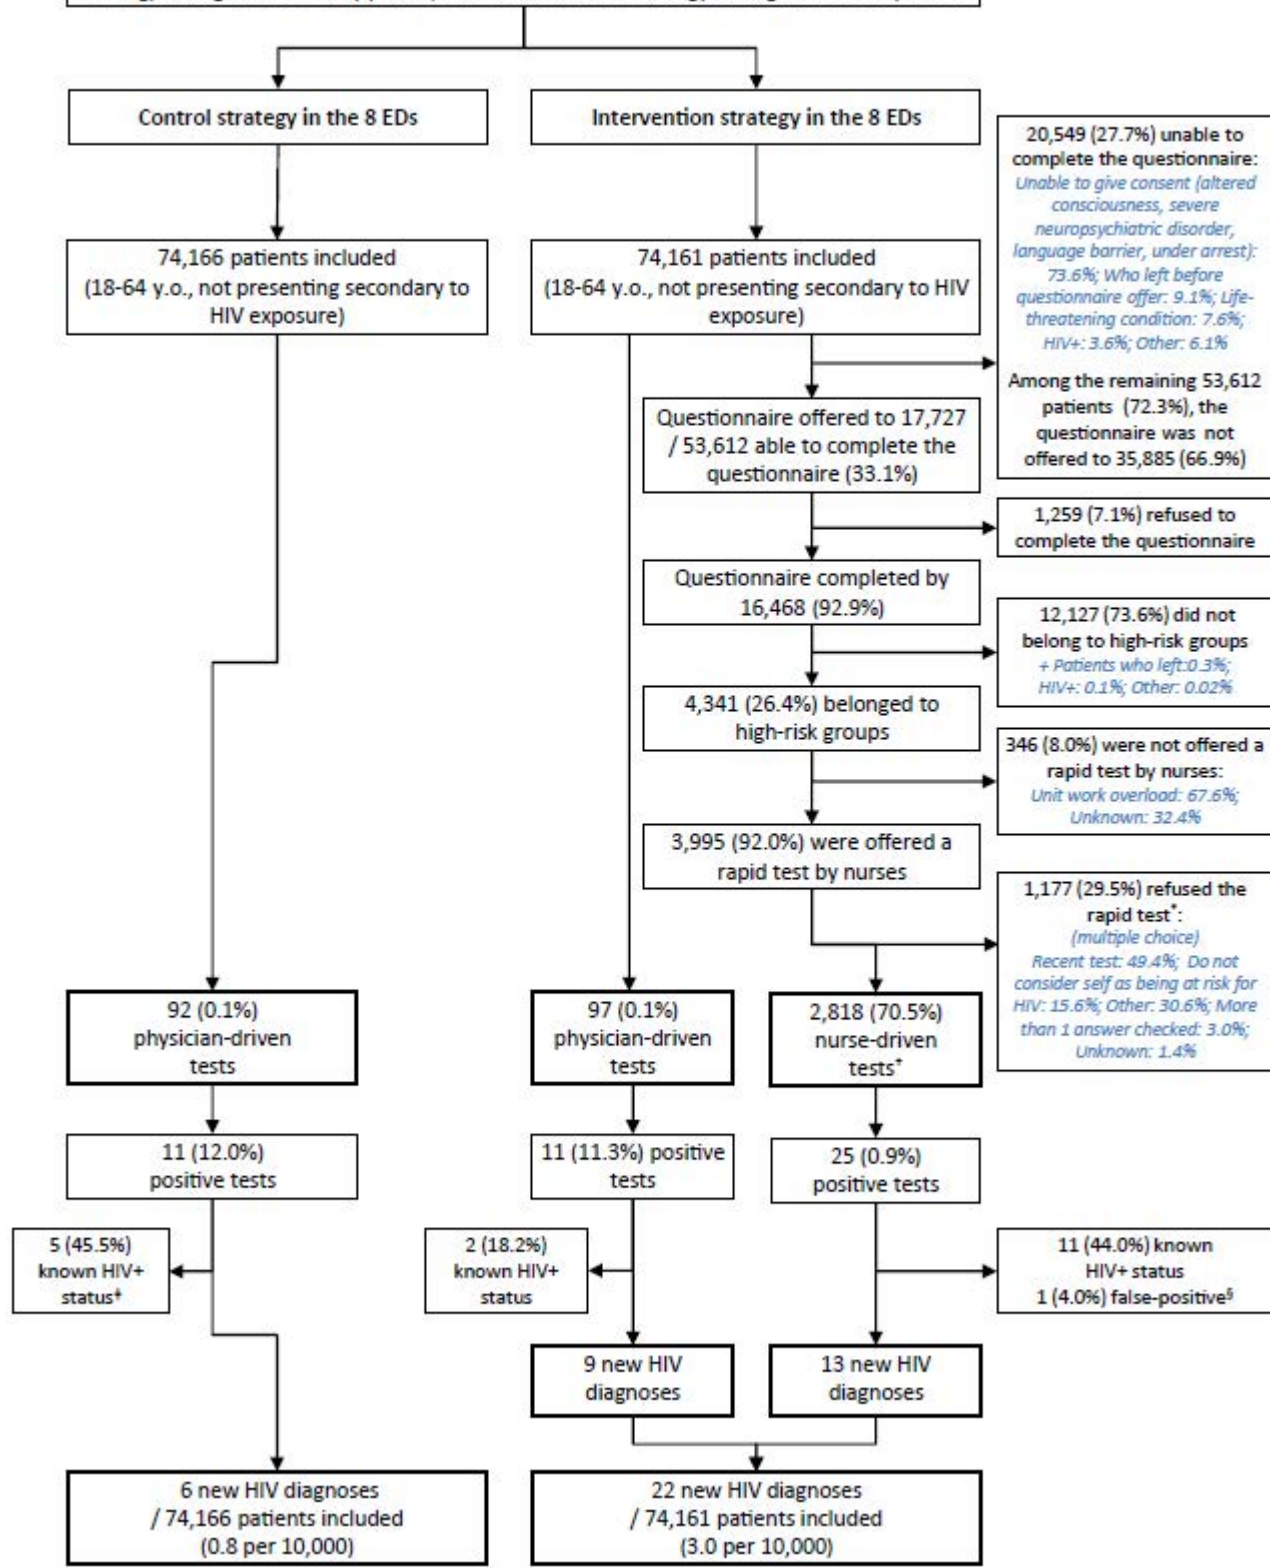 Control strategy in the 8 EDs
Intervention strategy in the 8 EDs
20,549 (27.7%) unable to
complete the questionnaire:
Unable to give consent (altered
consciousness, severe
neuropsychiatric disorder,
language barrier, under arrest):
73.6%; Who left before
questionnaire offer: 9.1%; Life-
threatening condition: 7.6%;
HIV+: 3.6%; Other: 6.1%
Among the remaining 53,612
patients (72.3%), the
questionnaire was not
offered to 35,885 (66.9%)
74,166 patients included
(18-64 y.o., not presenting secondary to
HIV exposure)
74,161 patients included
(18-64 y.o., not presenting secondary to HIV
exposure)
Questionnaire offered to 17,727
/ 53,612 able to complete the
questionnaire (33.1%)
1,259 (7.1%) refused to
complete the questionnaire
Questionnaire completed by
16,468 (92.9%)
12,127 (73.6%) did not
belong to high-risk groups
+ Patients who left:0.3%;
HIV+: 0.1%; Other: 0.02%
4,341 (26.4%) belonged to
high-risk groups
346 (8.0%) were not offered a
rapid test by nurses:
Unit work overload: 67.6%;
Unknown: 32.4%
3,995 (92.0%) were offered a
rapid test by nurses
1,177 (29.5%) refused the
rapid test*:
(multiple choice)
Recent test: 49.4%; Do not
consider self as being at risk for
HIV: 15.6%; Other: 30.6%; More
than 1 answer checked: 3.0%;
Unknown: 1.4%
92 (0.1%)
physician-driven
tests
97 (0.1%)
physician-driven
tests
2,818 (70.5%)
nurse-driven
tests†
11 (12.0%)
positive tests
11 (11.3%) positive
tests
25 (0.9%)
positive tests
5 (45.5%)
known HIV+
status‡
2 (18.2%)
known HIV+
status
11 (44.0%) known
HIV+ status
1 (4.0%) false-positive§
9 new HIV
diagnoses
13 new HIV
diagnoses
6 new HIV diagnoses
/ 74,166 patients included
(0.8 per 10,000)
22 new HIV diagnoses
/ 74,161 patients included
(3.0 per 10,000)